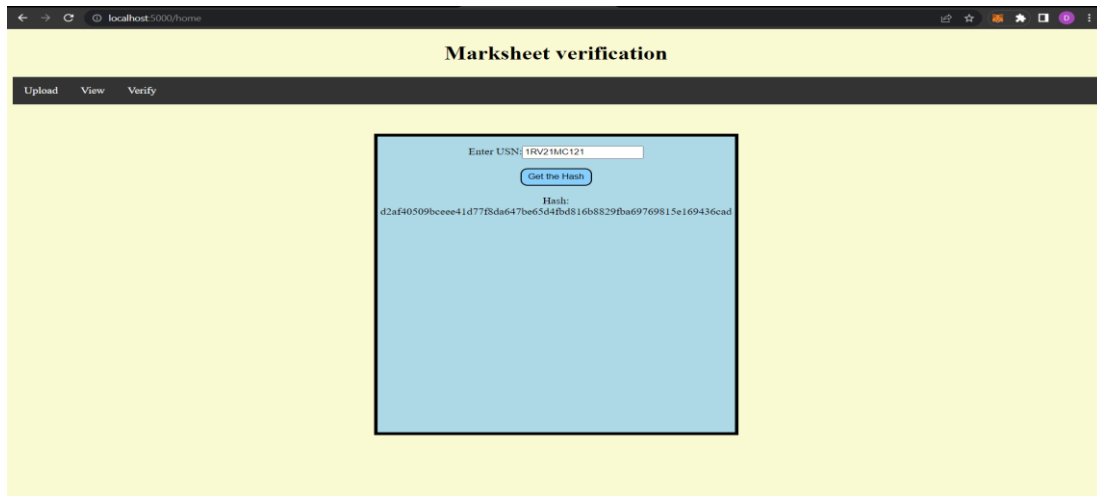 localhost:5000/home
D
Marksheet verification
Upload View Verify
Enter USN: 1RV21MC121
Get the Hash
Hash:
d2af40509bceee41d77f8da647be65d4fbd816b8829fba69769815e169436cad